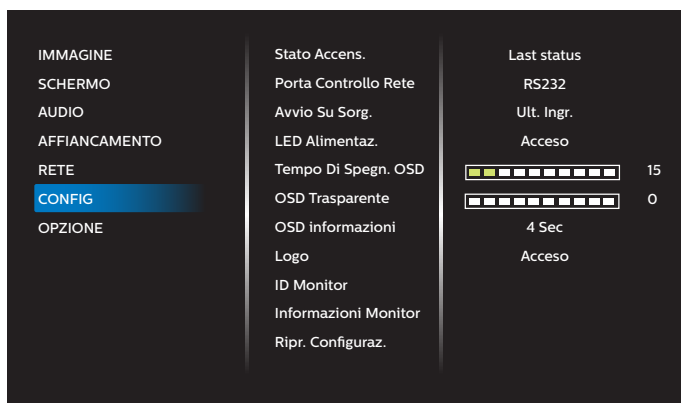 IMMAGINE
SCHERMO
AUDIO
AFFIANCAMENTO
RETE
CONFIG
OPZIONE
Stato Accens. Last status
Porta Controllo Rete RS232
Avvio Su Sorg. Ult. Ingr.
LED Alimentaz. Acceso
Tempo Di Spegn. OSD 15
OSD Trasparente 0
OSD informazioni 4 Sec
Logo Acceso
ID Monitor
Informazioni Monitor
Ripr. Configuraz.